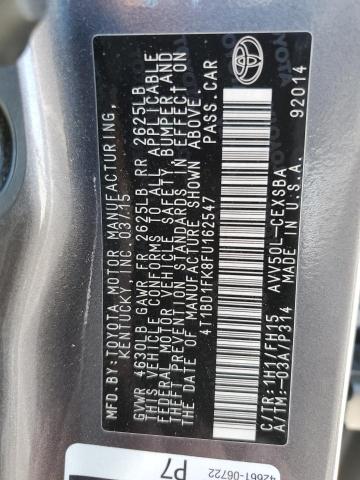 MFD.BY:TOYOTA MOTOR MANUFACTURING,
KENTUCKY, INC. 03/15
GVWR 4630LB GAWR FR 2625LB RR 2625LB
THIS VEHICLE CONFORMS TO ALL APPLICABLE
FEDERAL MOTOR VEHICLE SAFETY, BUMPER AND
THEFT PREVENTION STANDARDS IN EFFECT ON
THE DATE OF MANUFACTURE SHOWN ABOVE.
4T1BD1FK8FU162547 PASS.CAR
TOYOTA
C/TR:1H1/FH15 AVV50L-CEXSBA
A/TM:-03A/P314 MADE IN U.S.A.
92014
42661-06722
P7